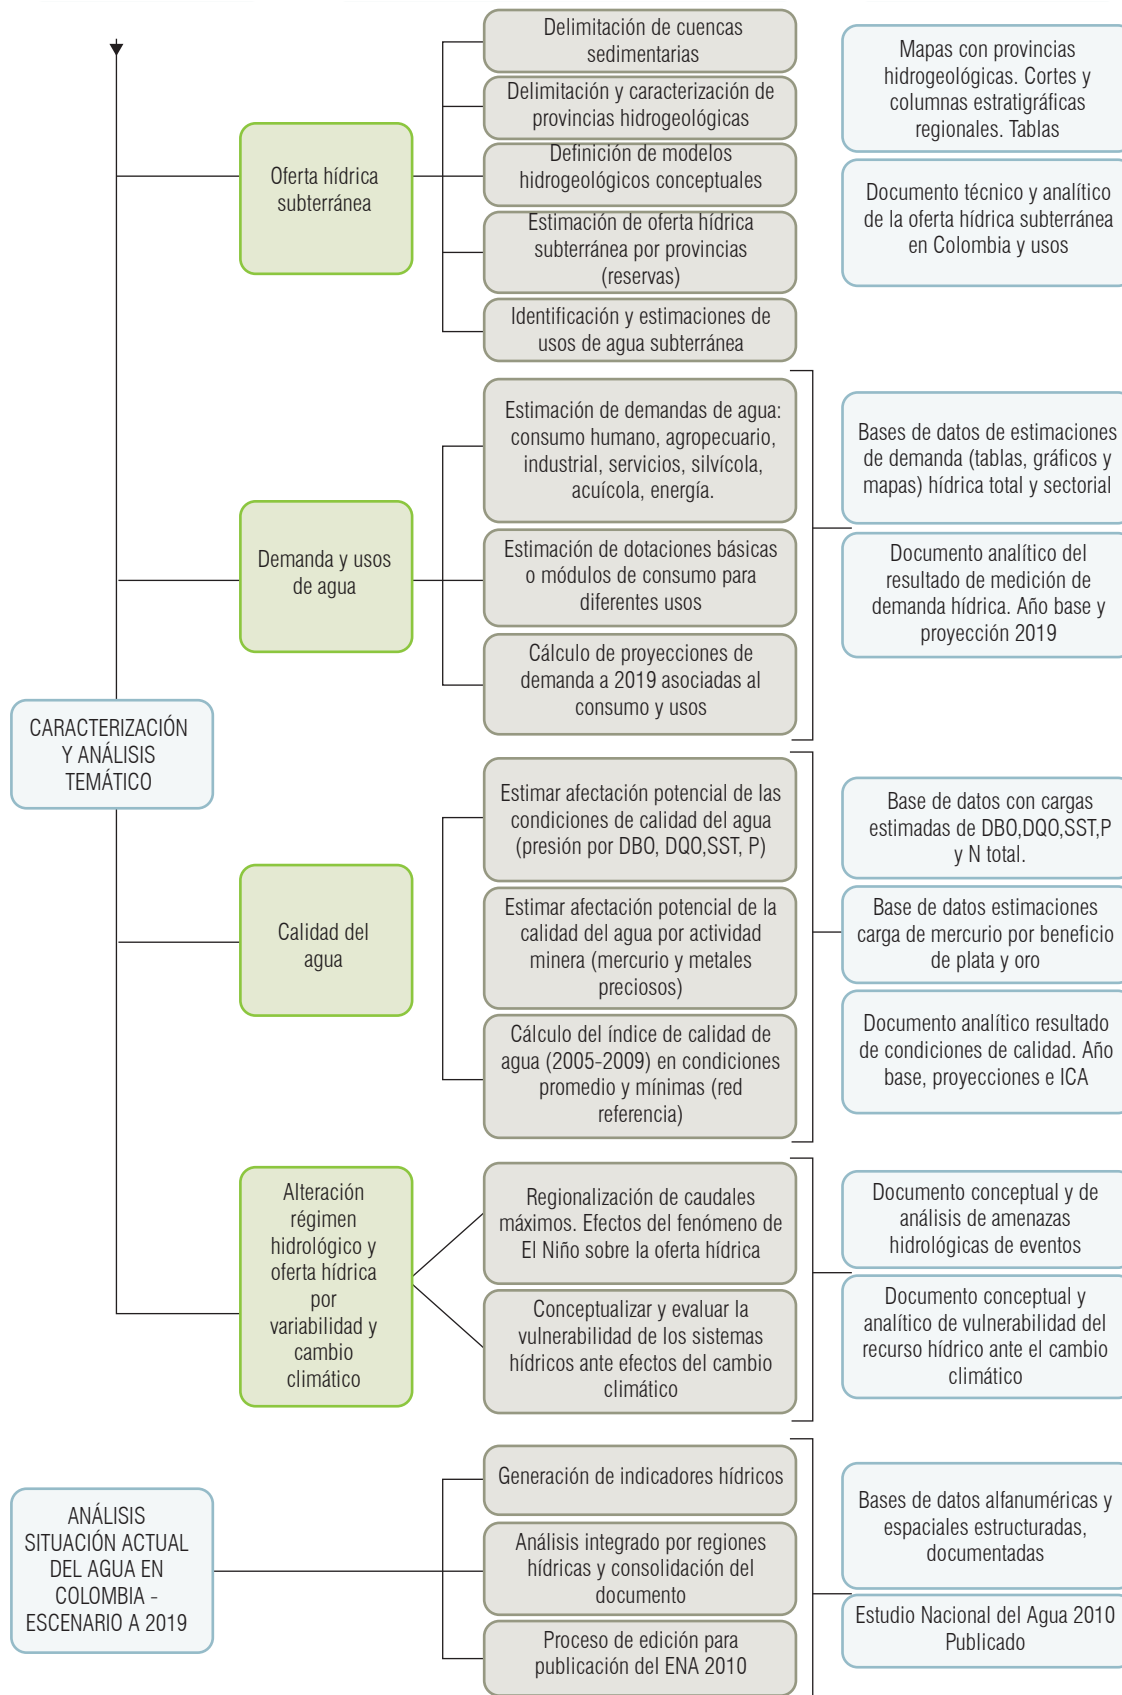 Delimitación de cuencas
sedimentarias
Delimitación y caracterización de
provincias hidrogeológicas
Oferta hídrica
subterránea
Definición de modelos
hidrogeológicos conceptuales
Estimación de oferta hídrica
subterránea por provincias
(reservas)
Identificación y estimaciones de
usos de agua subterránea
Mapas con provincias
hidrogeológicas. Cortes y
columnas estratigráficas
regionales. Tablas
Documento técnico y analítico
de la oferta hídrica subterránea
en Colombia y usos
Demanda y usos
de agua
Estimación de demandas de agua:
consumo humano, agropecuario,
industrial, servicios, silvícola,
acuícola, energía.
Estimación de dotaciones básicas
o módulos de consumo para
diferentes usos
Cálculo de proyecciones de
demanda a 2019 asociadas al
consumo y usos
Bases de datos de estimaciones
de demanda (tablas, gráficos y
mapas) hídrica total y sectorial
Documento analítico del
resultado de medición de
demanda hídrica. Año base y
proyección 2019
CARACTERIZACIÓN
Y ANÁLISIS
TEMÁTICO
Calidad del
agua
Estimar afectación potencial de las
condiciones de calidad del agua
(presión por DBO, DQO,SST, P)
Estimar afectación potencial de la
calidad del agua por actividad
minera (mercurio y metales
preciosos)
Cálculo del índice de calidad de
agua (2005-2009) en condiciones
promedio y mínimas (red
referencia)
Base de datos con cargas
estimadas de DBO,DQO,SST,P
y N total.
Base de datos estimaciones
carga de mercurio por beneficio
de plata y oro
Documento analítico resultado
de condiciones de calidad. Año
base, proyecciones e ICA
Alteración
régimen
hidrológico y
oferta hídrica
por
variabilidad y
cambio
climático
Regionalización de caudales
máximos. Efectos del fenómeno de
El Niño sobre la oferta hídrica
Conceptualizar y evaluar la
vulnerabilidad de los sistemas
hídricos ante efectos del cambio
climático
Documento conceptual y de
análisis de amenazas
hidrológicas de eventos
Documento conceptual y
analítico de vulnerabilidad del
recurso hídrico ante el cambio
climático
ANÁLISIS
SITUACIÓN ACTUAL
DEL AGUA EN
COLOMBIA -
ESCENARIO A 2019
Generación de indicadores hídricos
Análisis integrado por regiones
hídricas y consolidación del
documento
Proceso de edición para
publicación del ENA 2010
Bases de datos alfanuméricas y
espaciales estructuradas,
documentadas
Estudio Nacional del Agua 2010
Publicado